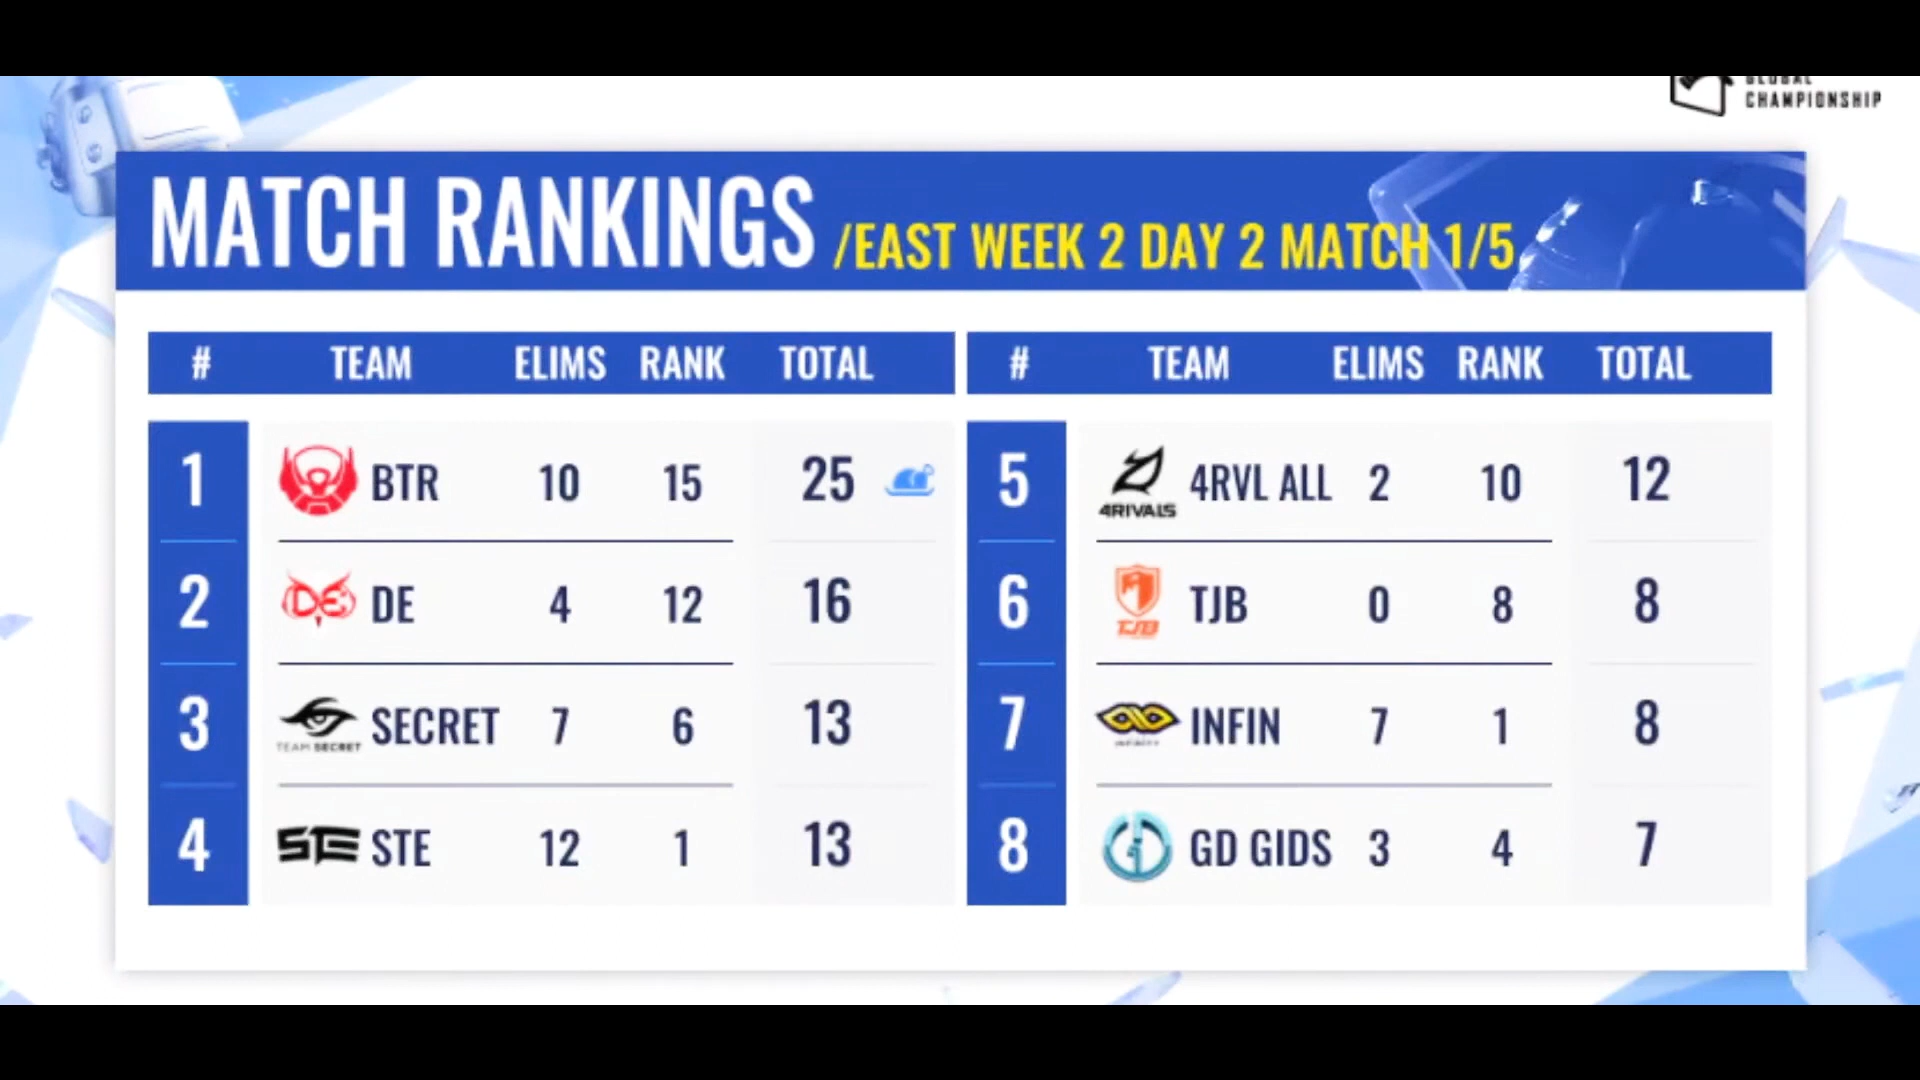 CHAMPIONSHIP
MATCH RANKINGS /EAST WEEK 2 DAY 2 MATCH 1/5
# TEAM ELIMS RANK TOTAL
1 BTR 10 15 25
2 DE 4 12 16
3 TEAM SECRET SECRET 7 6 13
4 STE STE 12 1 13
# TEAM ELIMS RANK TOTAL
5 4RIVALS 4RVL ALL 2 10 12
6 TJB TJB 0 8 8
7 INFIN 7 1 8
8 GD GIDS 3 4 7